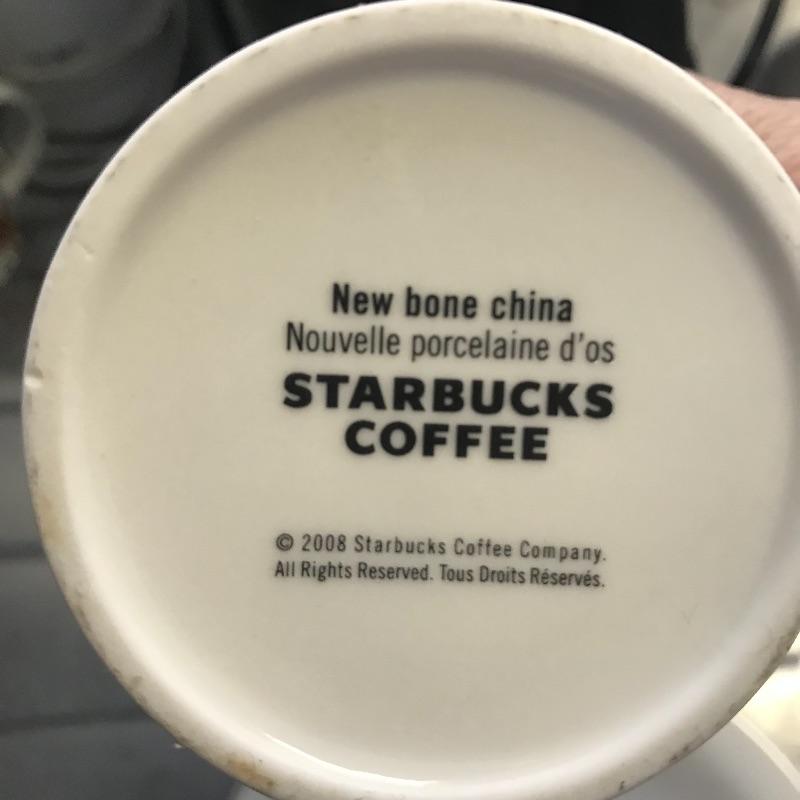 New bone china
Nouvelle porcelaine d'os
STARBUCKS
COFFEE
© 2008 Starbucks Coffee Company.
All Rights Reserved. Tous Droits Réservés.